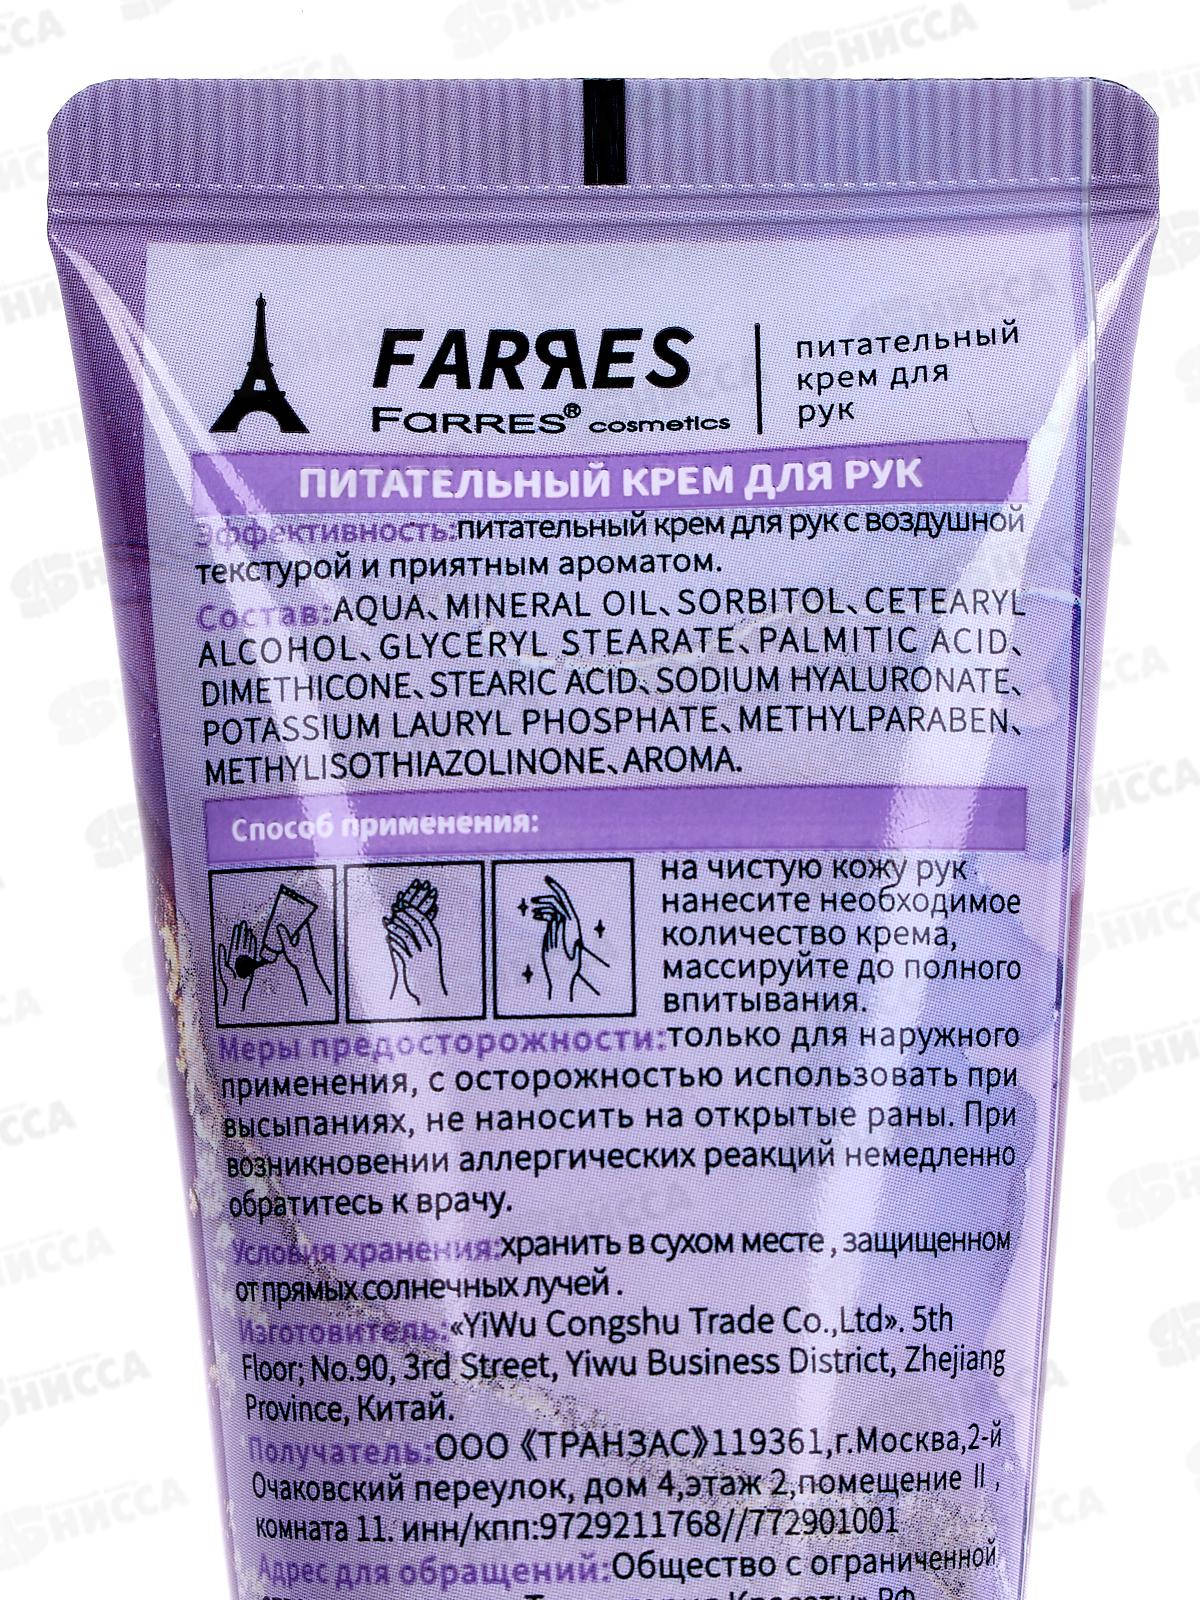 FARЯES
FARRES® cosmetics
питательный
крем для
рук
ПИТАТЕЛЬНЫЙ КРЕМ ДЛЯ РУК
Эффективность:питательный крем для рук с воздушной
текстурой и приятным ароматом.
Состав:AQUA、MINERAL OIL、SORBITOL、CETEARYL
ALCOHOL、GLYCERYL STEARATE、PALMITIC ACID、
DIMETHICONE、STEARIC ACID、SODIUM HYALURONATE、
POTASSIUM LAURYL PHOSPHATE、METHYLPARABEN、
METHYLISOTHIAZOLINONE、AROMA.
Способ применения:
на чистую кожу рук
нанесите необходимое
количество крема,
массируйте до полного
впитывания.
Меры предосторожности:только для наружного
применения, с осторожностью использовать при
высыпаниях, не наносить на открытые раны. При
возникновении аллергических реакций немедленно
обратитесь к врачу.
Условия хранения:хранить в сухом месте , защищенном
от прямых солнечных лучей .
Изготовитель:«YiWu Congshu Trade Co.,Ltd». 5th
Floor; No.90, 3rd Street, Yiwu Business District, Zhejiang
Province, Китай.
Получатель:ООО《ТРАНЗАС》119361,г.Москва,2-й
Очаковский переулок, дом 4,этаж 2,помещение II ,
комната 11. инн/кпп:9729211768//772901001
Адрес для обращений:Общество с ограниченной